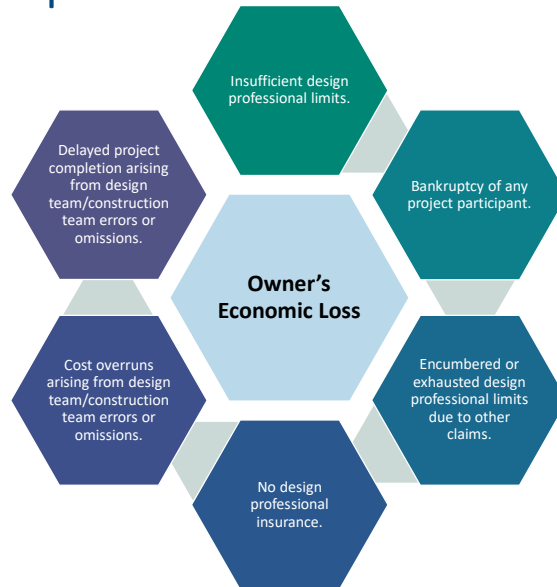 Insufficient design
professional limits.
Bankruptcy of any
project participant.
Encumbered or
exhausted design
professional limits
due to other
claims.
No design
professional
insurance.
Cost overruns
arising from design
team/construction
team errors or
omissions.
Delayed project
completion arising
from design
team/construction
team errors or
omissions.
Owner’s
Economic Loss